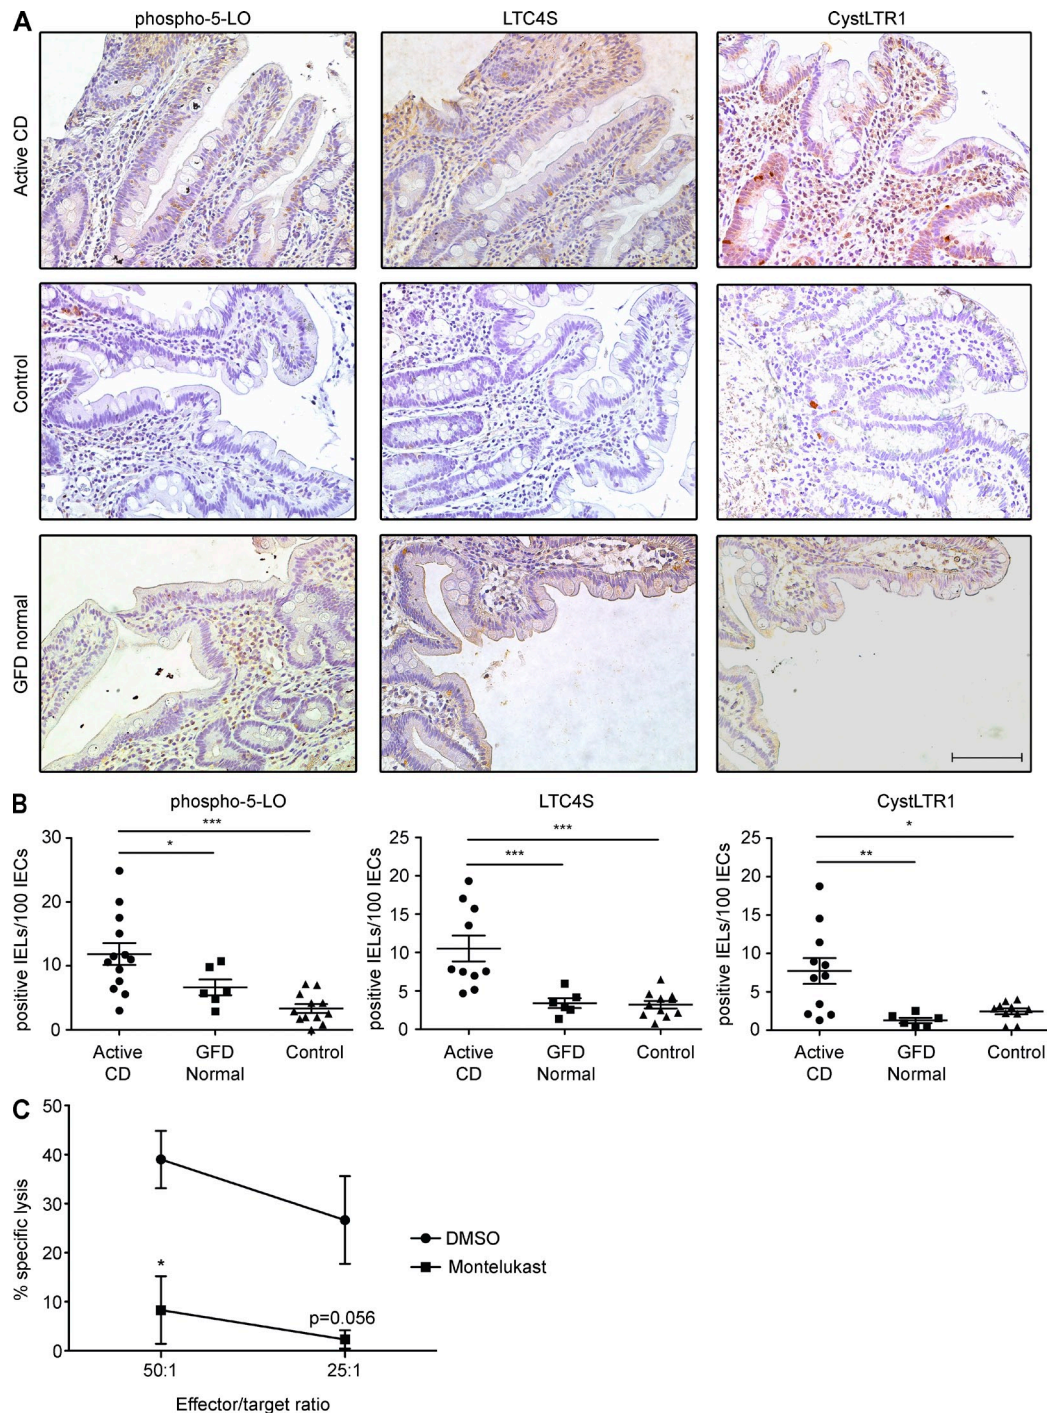 A
phospho-5-LO
LTC4S
CystLTR1
Active CD
Control
GFD normal
B
phospho-5-LO
LTC4S
CystLTR1
positive IELs/100 IECs
30
20
10
0
***
*
Active
CD
GFD
Normal
Control
positive IELs/100 IECs
25
20
15
10
5
0
***
***
Active
CD
GFD
Normal
Control
positive IELs/100 IECs
25
20
15
10
5
0
*
**
Active
CD
GFD
Normal
Control
C
% specific lysis
50
40
30
20
10
0
*
p=0.056
50:1
25:1
Effector/target ratio
DMSO
Montelukast